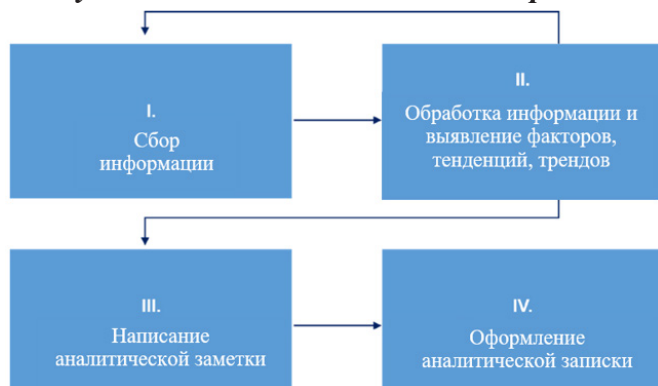 I.
Сбор
информации
II.
Обработка информации и
выявление факторов,
тенденций, трендов
III.
Написание
аналитической заметки
IV.
Оформление
аналитической записки